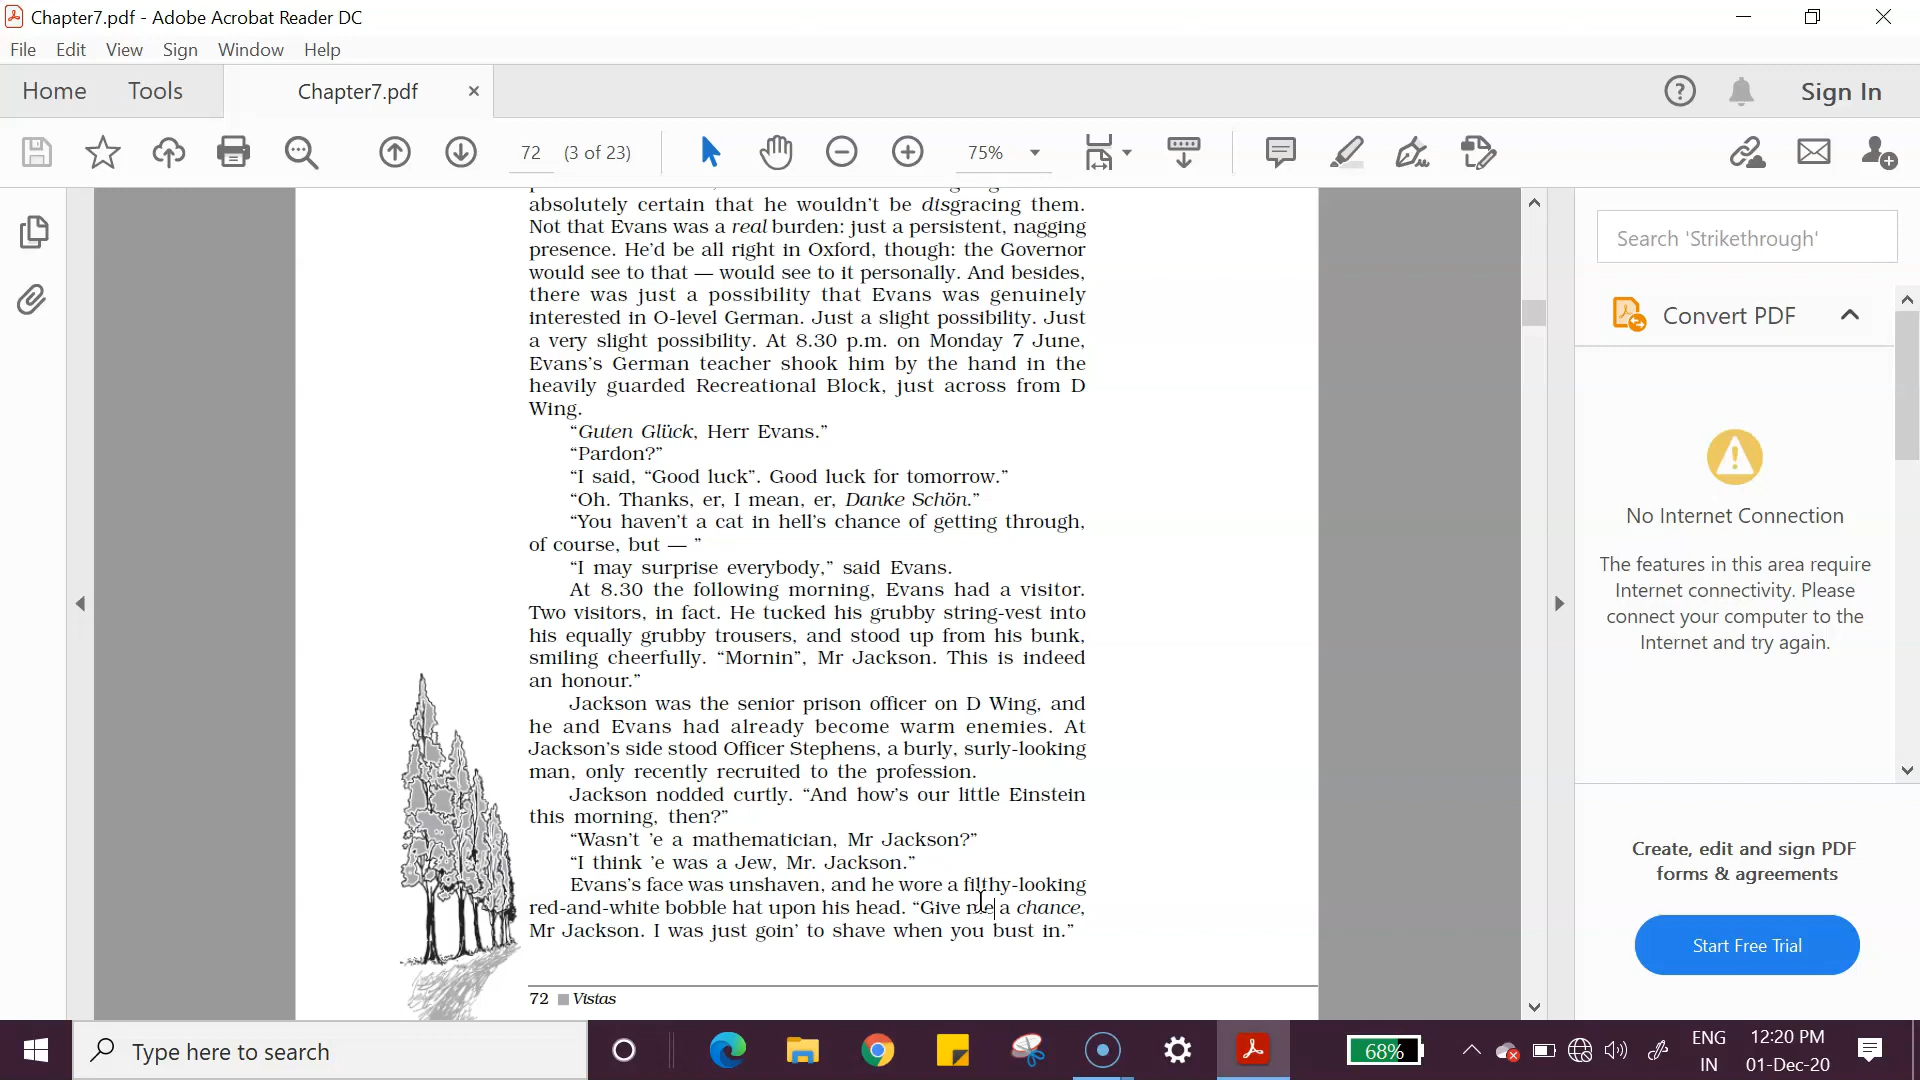 Chapter7.pdf - Adobe Acrobat Reader DC
File Edit View Sign Window Help
Home Tools Chapter7.pdf × Sign In
72 (3 of 23) 75%
absolutely certain that he wouldn't be disgracing them.
Not that Evans was a real burden: just a persistent, nagging
presence. He'd be all right in Oxford, though: the Governor
would see to that — would see to it personally. And besides,
there was just a possibility that Evans was genuinely
interested in O-level German. Just a slight possibility. Just
a very slight possibility. At 8.30 p.m. on Monday 7 June,
Evans's German teacher shook him by the hand in the
heavily guarded Recreational Block, just across from D
Wing.
“Guten Glück, Herr Evans.”
“Pardon?”
“I said, “Good luck”. Good luck for tomorrow.”
“Oh. Thanks, er, I mean, er, Danke Schön.”
“You haven't a cat in hell's chance of getting through,
of course, but — ”
“I may surprise everybody,” said Evans.
At 8.30 the following morning, Evans had a visitor.
Two visitors, in fact. He tucked his grubby string-vest into
his equally grubby trousers, and stood up from his bunk,
smiling cheerfully. “Mornin”, Mr Jackson. This is indeed
an honour.”
Jackson was the senior prison officer on D Wing, and
he and Evans had already become warm enemies. At
Jackson's side stood Officer Stephens, a burly, surly-looking
man, only recently recruited to the profession.
Jackson nodded curtly. “And how's our little Einstein
this morning, then?”
“Wasn't ’e a mathematician, Mr Jackson?”
“I think ’e was a Jew, Mr. Jackson.”
Evans's face was unshaven, and he wore a filthy-looking
red-and-white bobble hat upon his head. “Give me a chance,
Mr Jackson. I was just goin’ to shave when you bust in.”
72 Vistas
Search 'Strikethrough'
Convert PDF
No Internet Connection
The features in this area require
Internet connectivity. Please
connect your computer to the
Internet and try again.
Create, edit and sign PDF
forms & agreements
Start Free Trial
Type here to search
68%
ENG
IN
12:20 PM
01-Dec-20